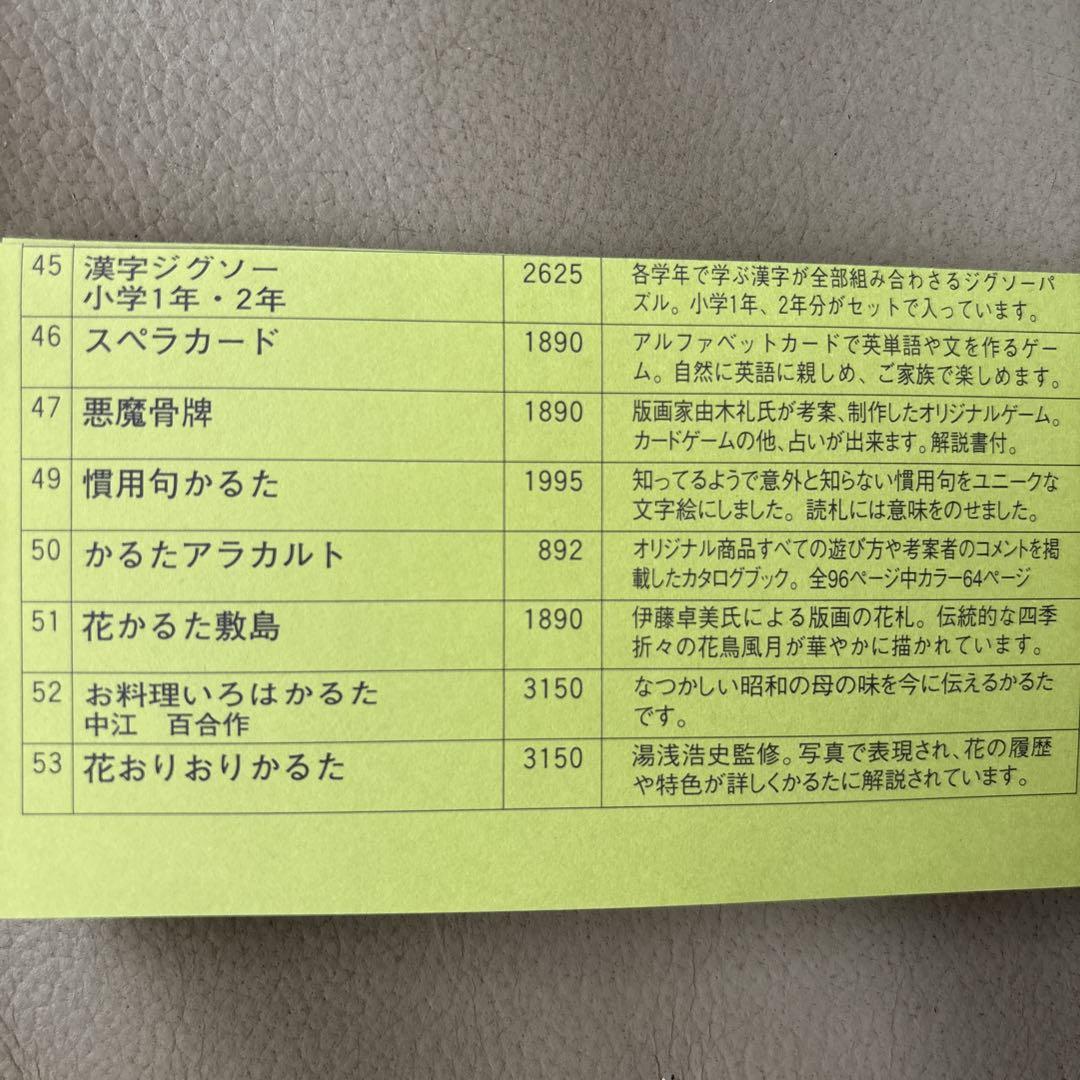 45 漢字ジグソー 2625 各学年で学ぶ漢字が全部組み合わさるジグソーパ
小学1年・2年 ズル。小学1年、2年分がセットで入っています。
46 スペラカード 1890 アルファベットカードで英単語や文を作るゲー
ム。自然に英語に親しめ、ご家族で楽しめます。
47 悪魔骨牌 1890 版画家由木礼氏が考案、制作したオリジナルゲーム。
カードゲームの他、占いが出来ます。解説書付。
49 慣用句かるた 1995 知ってるようで意外と知らない慣用句をユニークな
文字絵にしました。読札には意味をのせました。
50 かるたアラカルト 892 オリジナル商品すべての遊び方や考案者のコメントを掲
載したカタログブック。全96ページ中カラー64ページ
51 花かるた敷島 1890 伊藤卓美氏による版画の花札。伝統的な四季
折々の花鳥風月が華やかに描かれています。
52 お料理いろはかるた 3150 なつかしい昭和の母の味を今に伝えるかるた
中江 百合作 です。
53 花おりおりかるた 3150 湯浅浩史監修。写真で表現され、花の履歴
や特色が詳しくかるたに解説されています。